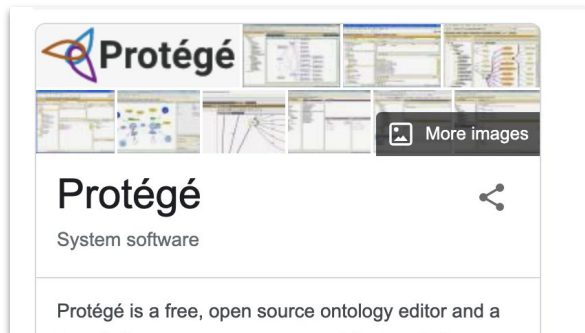 Protégé
More images
Protégé
System software
Protégé is a free, open source ontology editor and a